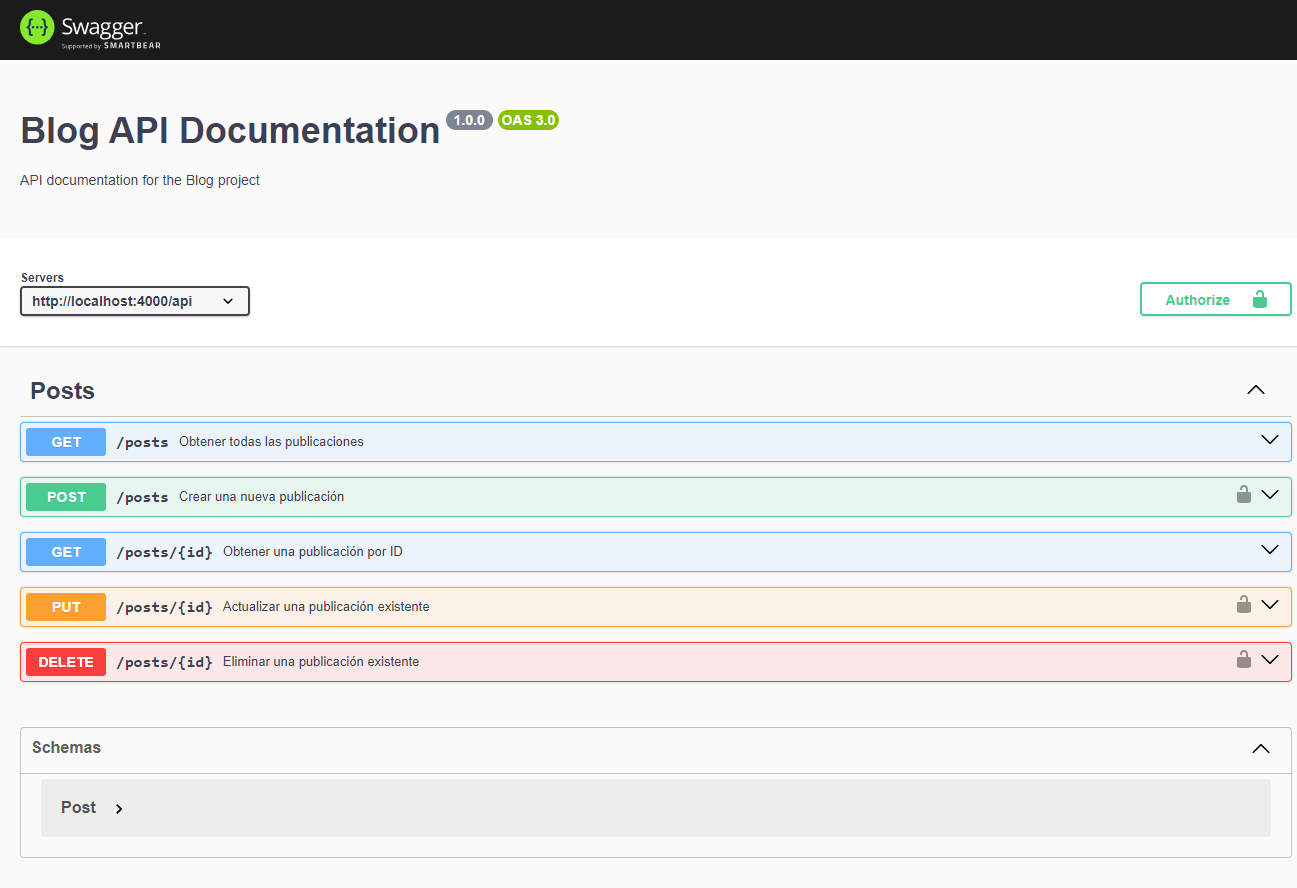 Swagger
Supported by SMARTBEAR
Blog API Documentation 1.0.0 OAS 3.0
API documentation for the Blog project
Servers
http://localhost:4000/api
Authorize
Posts
GET /posts Obtener todas las publicaciones
POST /posts Crear una nueva publicación
GET /posts/{id} Obtener una publicación por ID
PUT /posts/{id} Actualizar una publicación existente
DELETE /posts/{id} Eliminar una publicación existente
Schemas
Post